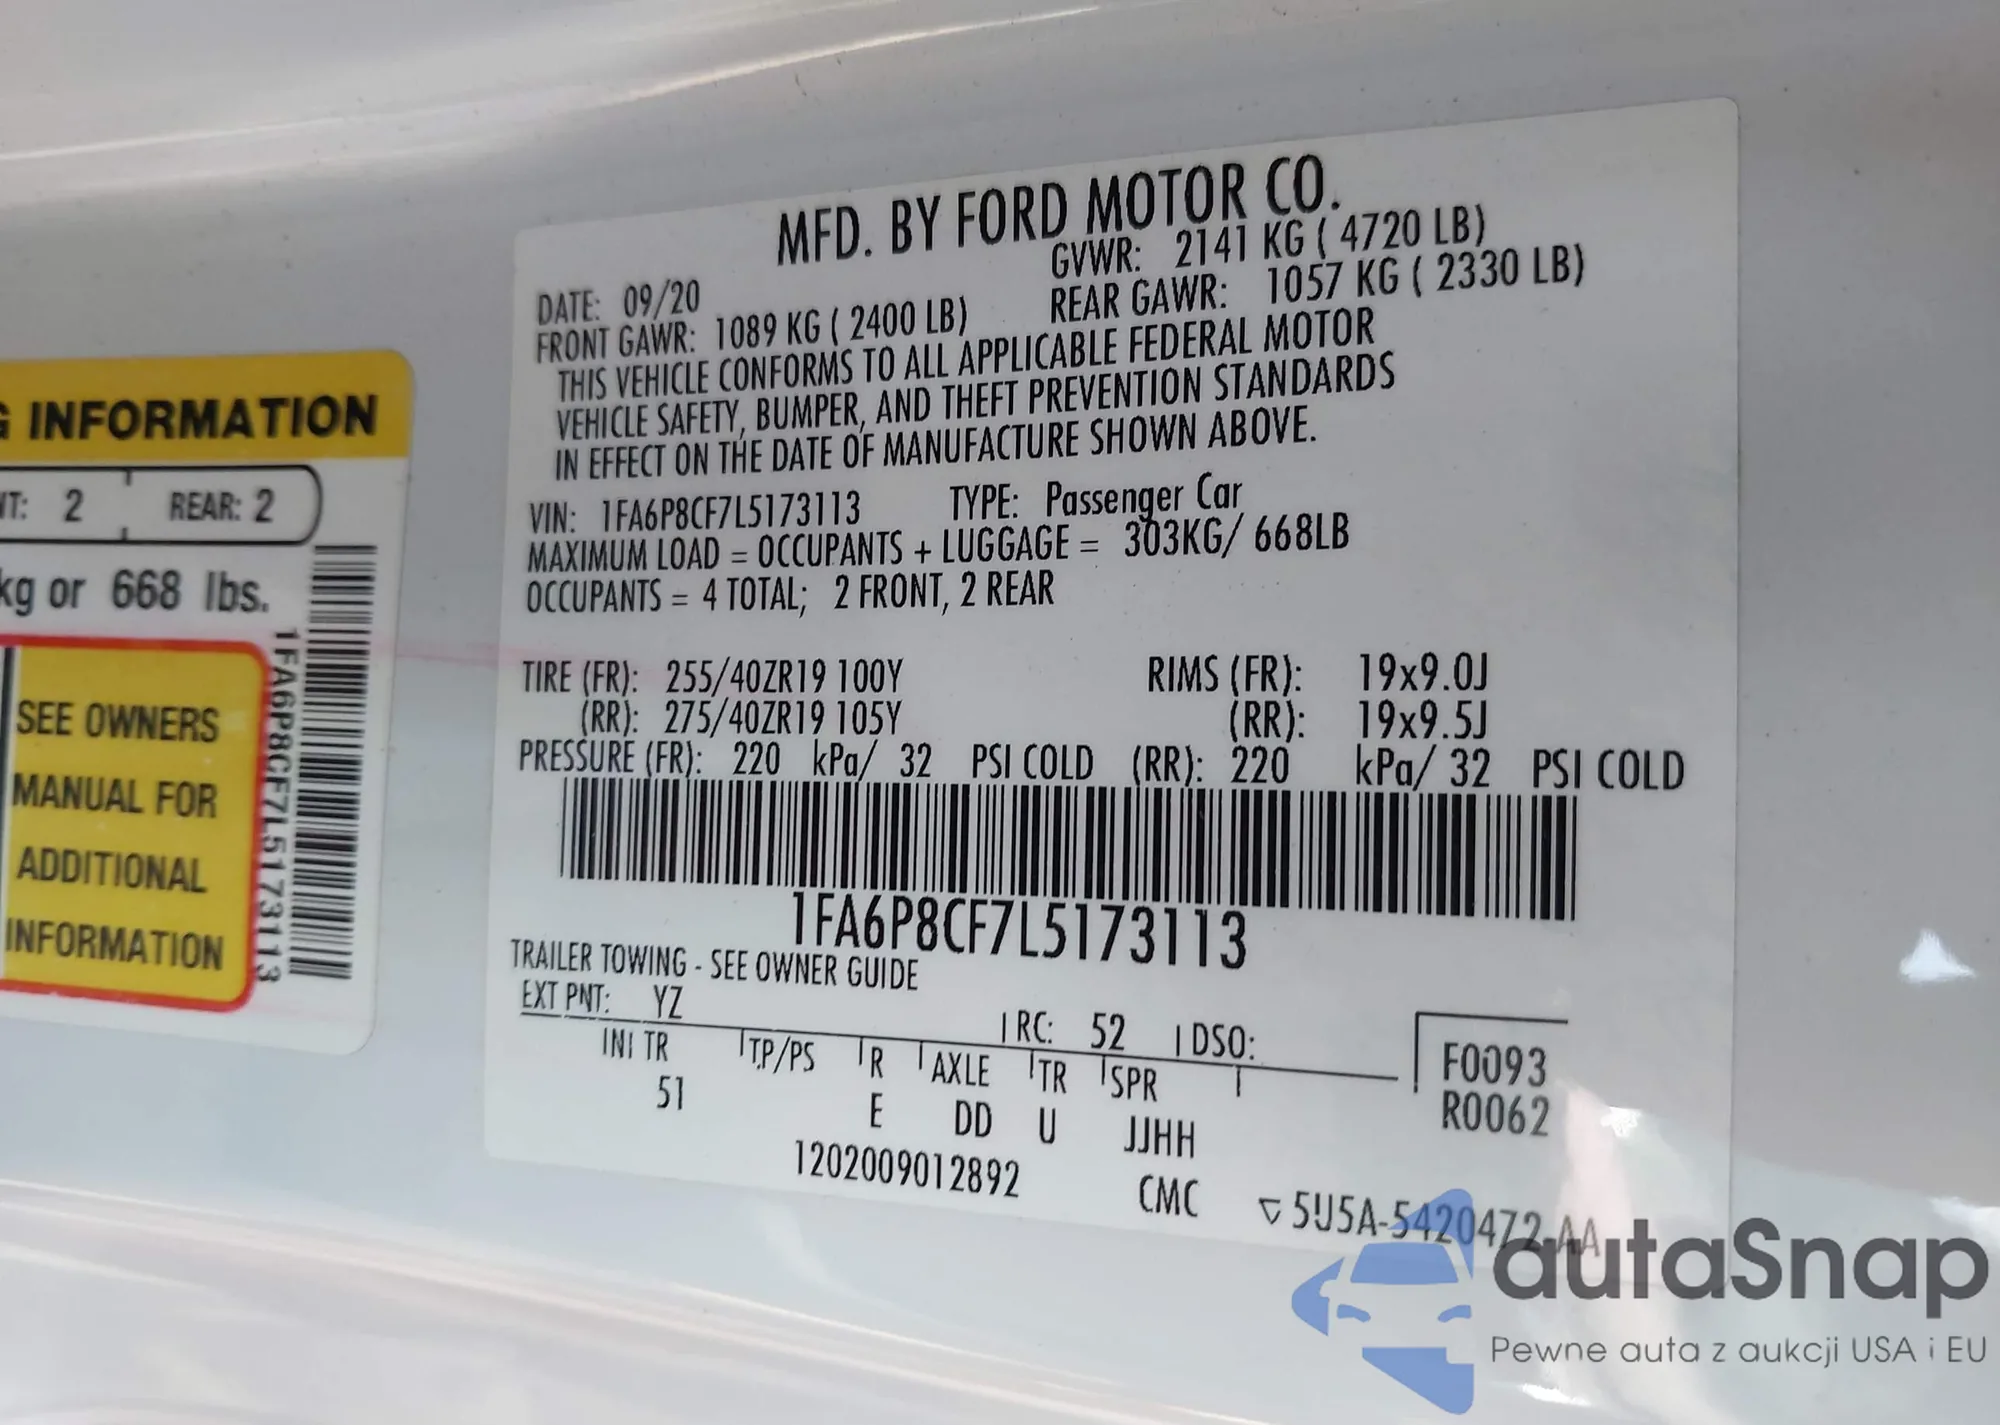 G INFORMATION
NT: 2 REAR: 2
kg or 668 lbs.
SEE OWNERS
MANUAL FOR
ADDITIONAL
INFORMATION
1FA6P8CF7L5173113
MFD. BY FORD MOTOR CO.
DATE: 09/20 GVWR: 2141 KG ( 4720 LB)
FRONT GAWR: 1089 KG ( 2400 LB) REAR GAWR: 1057 KG ( 2330 LB)
THIS VEHICLE CONFORMS TO ALL APPLICABLE FEDERAL MOTOR
VEHICLE SAFETY, BUMPER, AND THEFT PREVENTION STANDARDS
IN EFFECT ON THE DATE OF MANUFACTURE SHOWN ABOVE.
VIN: 1FA6P8CF7L5173113 TYPE: Passenger Car
MAXIMUM LOAD = OCCUPANTS + LUGGAGE = 303KG/ 668LB
OCCUPANTS = 4 TOTAL; 2 FRONT, 2 REAR
TIRE (FR): 255/40ZR19 100Y RIMS (FR): 19x9.0J
(RR): 275/40ZR19 105Y (RR): 19x9.5J
PRESSURE (FR): 220 kPa/ 32 PSI COLD (RR): 220 kPa/ 32 PSI COLD
1FA6P8CF7L5173113
TRAILER TOWING - SEE OWNER GUIDE
EXT PNT: YZ RC: 52 DSO:
INT TR TP/PS R AXLE TR SPR F0093
51 E DD U JJHH R0062
1202009012892 CMC 5U5A-5420472-AA
autaSnap
Pewne auta z aukcji USA i EU